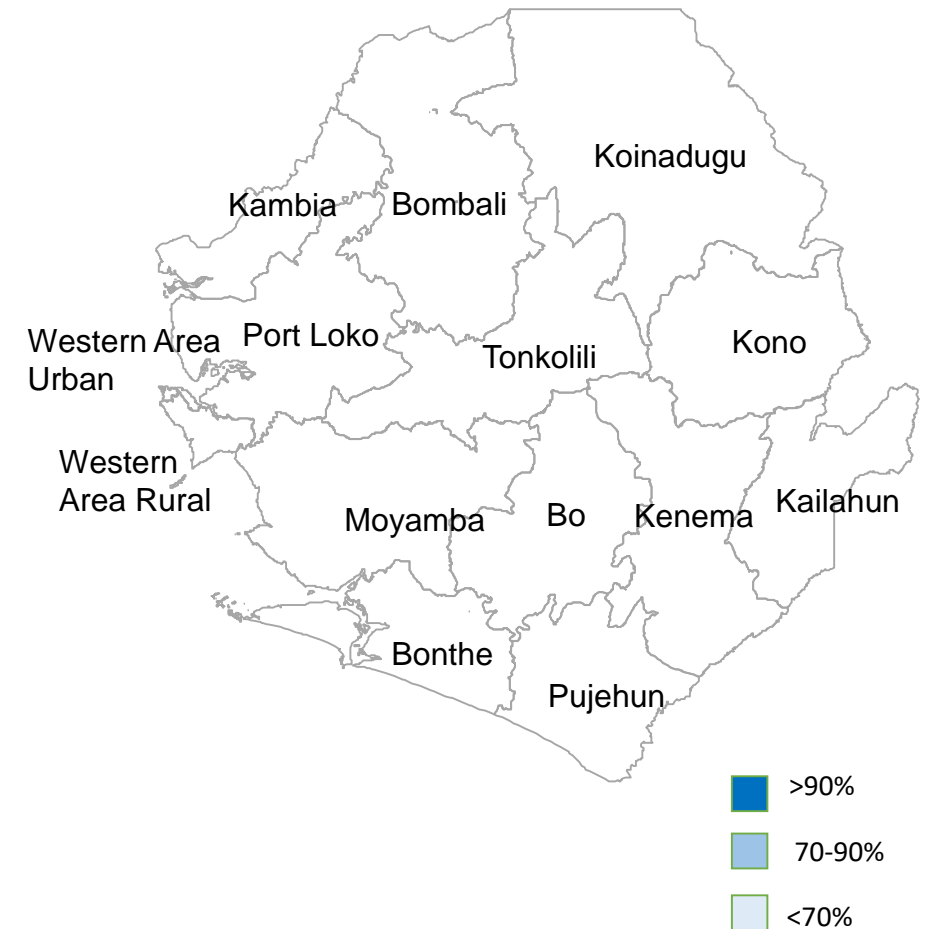 Koinadugu
Kambia
Bombali
Western Area
Urban
Port Loko
Tonkolili
Kono
Western
Area Rural
Moyamba
Bo
Kenema
Kailahun
Bonthe
Pujehun
>90%
70-90%
<70%